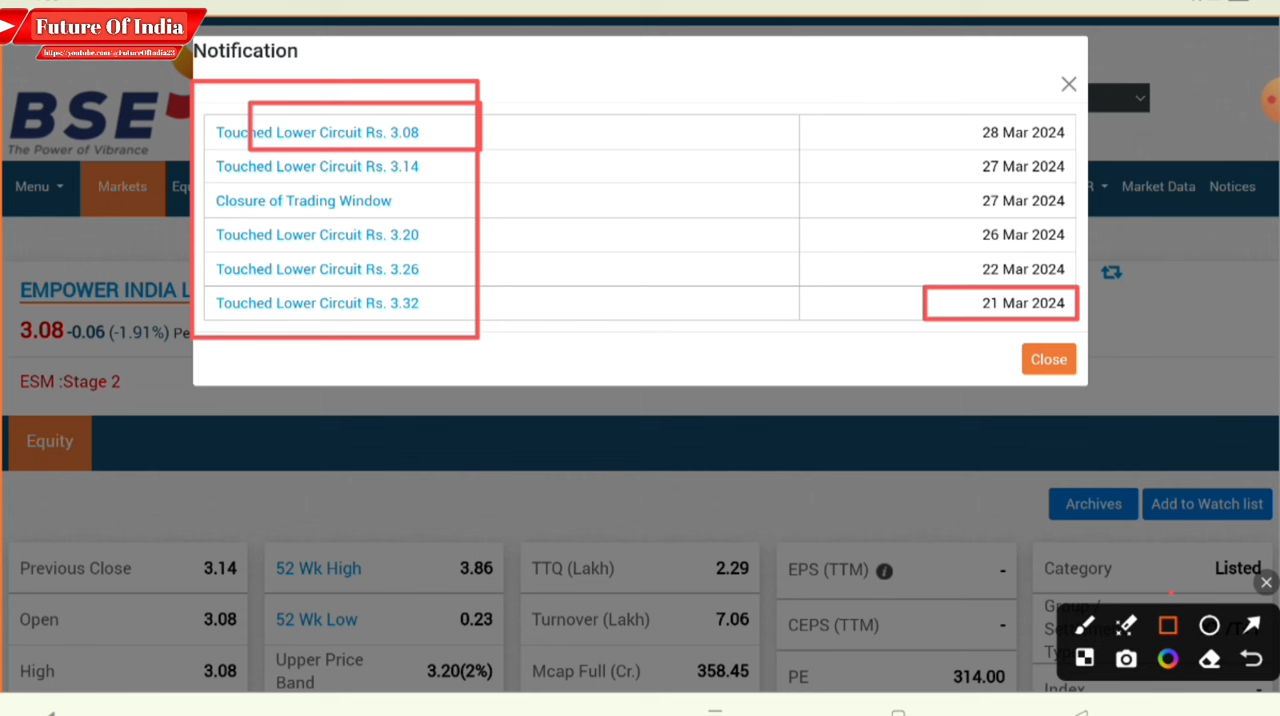 Future Of India
Notification
BSE
The Power of Vibrance
Touched Lower Circuit Rs. 3.08 28 Mar 2024
Touched Lower Circuit Rs. 3.14 27 Mar 2024
Closure of Trading Window 27 Mar 2024
Touched Lower Circuit Rs. 3.20 26 Mar 2024
Touched Lower Circuit Rs. 3.26 22 Mar 2024
Touched Lower Circuit Rs. 3.32 21 Mar 2024
Close
Menu Markets Equ R Market Data Notices
EMPOWER INDIA L
3.08 -0.06 (-1.91%) Pe
ESM :Stage 2
Equity
Archives Add to Watch list
Previous Close 3.14 52 Wk High 3.86 TTQ (Lakh) 2.29 EPS (TTM) - Category Listed
Open 3.08 52 Wk Low 0.23 Turnover (Lakh) 7.06 CEPS (TTM) - Group /
High 3.08 Upper Price Band 3.20(2%) Mcap Full (Cr.) 358.45 PE 314.00
Index -